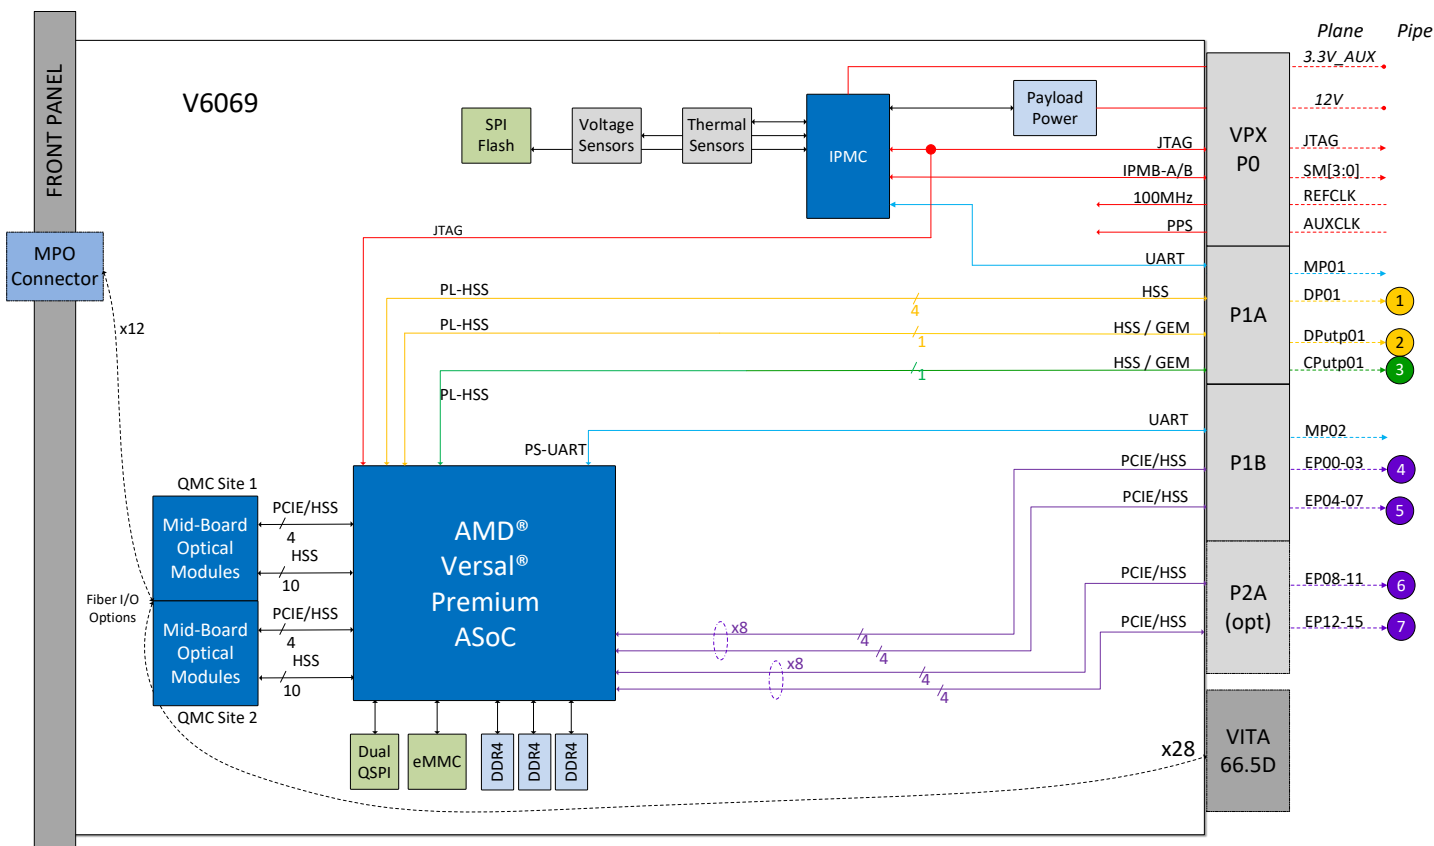 Plane Pipe
FRONT PANEL
V6069
3.3V_AUX
12V
JTAG
SM[3:0]
REFCLK
AUXCLK
SPI
Flash
Voltage
Sensors
Thermal
Sensors
IPMC
Payload
Power
VPX
P0
JTAG
IPMB-A/B
100MHz
PPS
JTAG
MPO
Connector
x12
UART
MP01
PL-HSS
4
HSS
DP01
1
P1A
PL-HSS
1
HSS / GEM
DPutp01
2
PL-HSS
1
HSS / GEM
CPutp01
3
PS-UART
UART
MP02
P1B
PCIE/HSS
EP00-03
4
PCIE/HSS
EP04-07
5
QMC Site 1
Mid-Board
Optical
Modules
PCIE/HSS
4
HSS
10
AMD®
Versal®
Premium
ASoC
Fiber I/O
Options
Mid-Board
Optical
Modules
PCIE/HSS
4
HSS
10
QMC Site 2
x8
4
4
x8
4
4
PCIE/HSS
EP08-11
6
P2A
(opt)
PCIE/HSS
EP12-15
7
Dual
QSPI
eMMC
DDR4
DDR4
DDR4
x28
VITA
66.5D